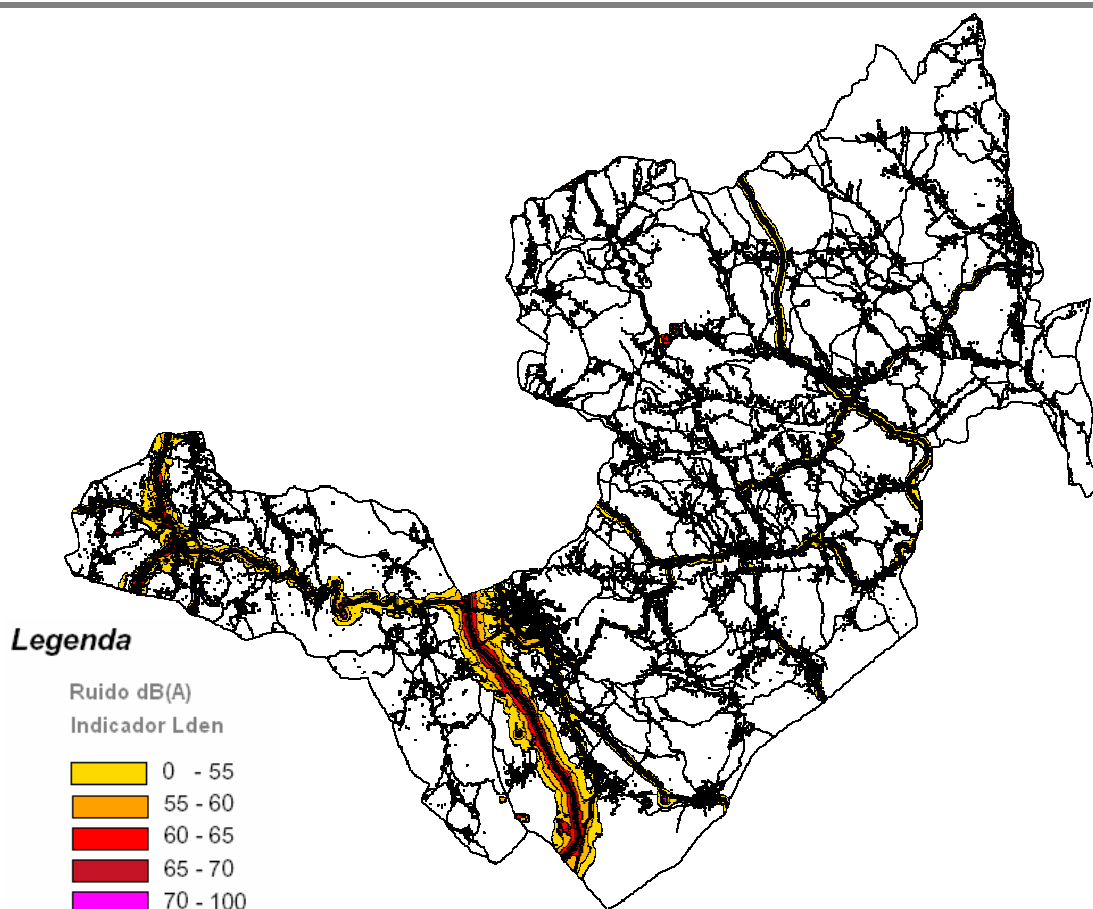 Legenda
Ruido dB(A)
Indicador Lden
0 - 55
55 - 60
60 - 65
65 - 70
70 - 100